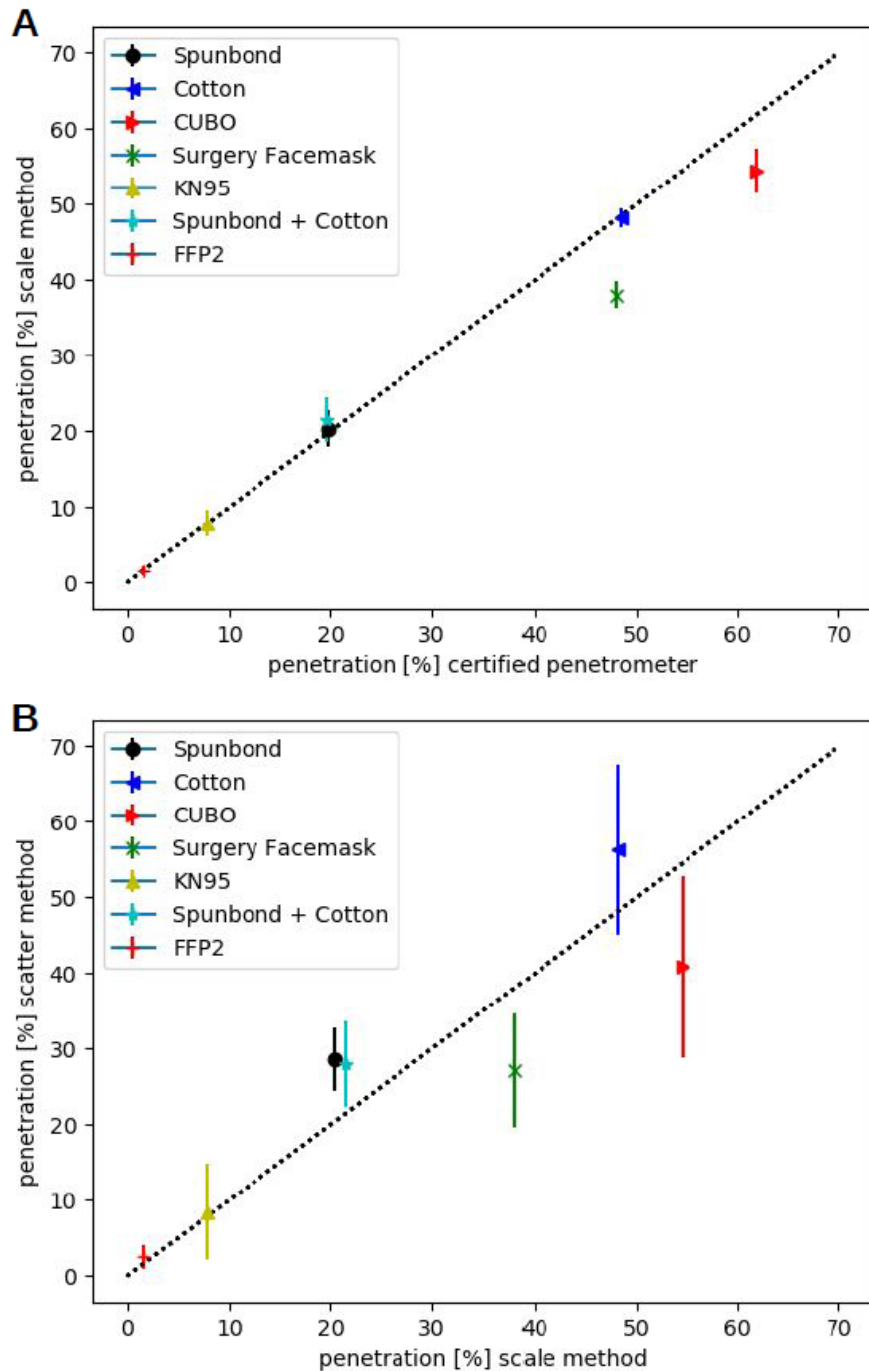 A
70
60
50
40
30
20
10
0
penetration [%] scale method
Spunbond
Cotton
CUBO
Surgery Facemask
KN95
Spunbond + Cotton
FFP2
0 10 20 30 40 50 60 70
penetration [%] certified penetrometer
B
70
60
50
40
30
20
10
0
penetration [%] scatter method
Spunbond
Cotton
CUBO
Surgery Facemask
KN95
Spunbond + Cotton
FFP2
0 10 20 30 40 50 60 70
penetration [%] scale method